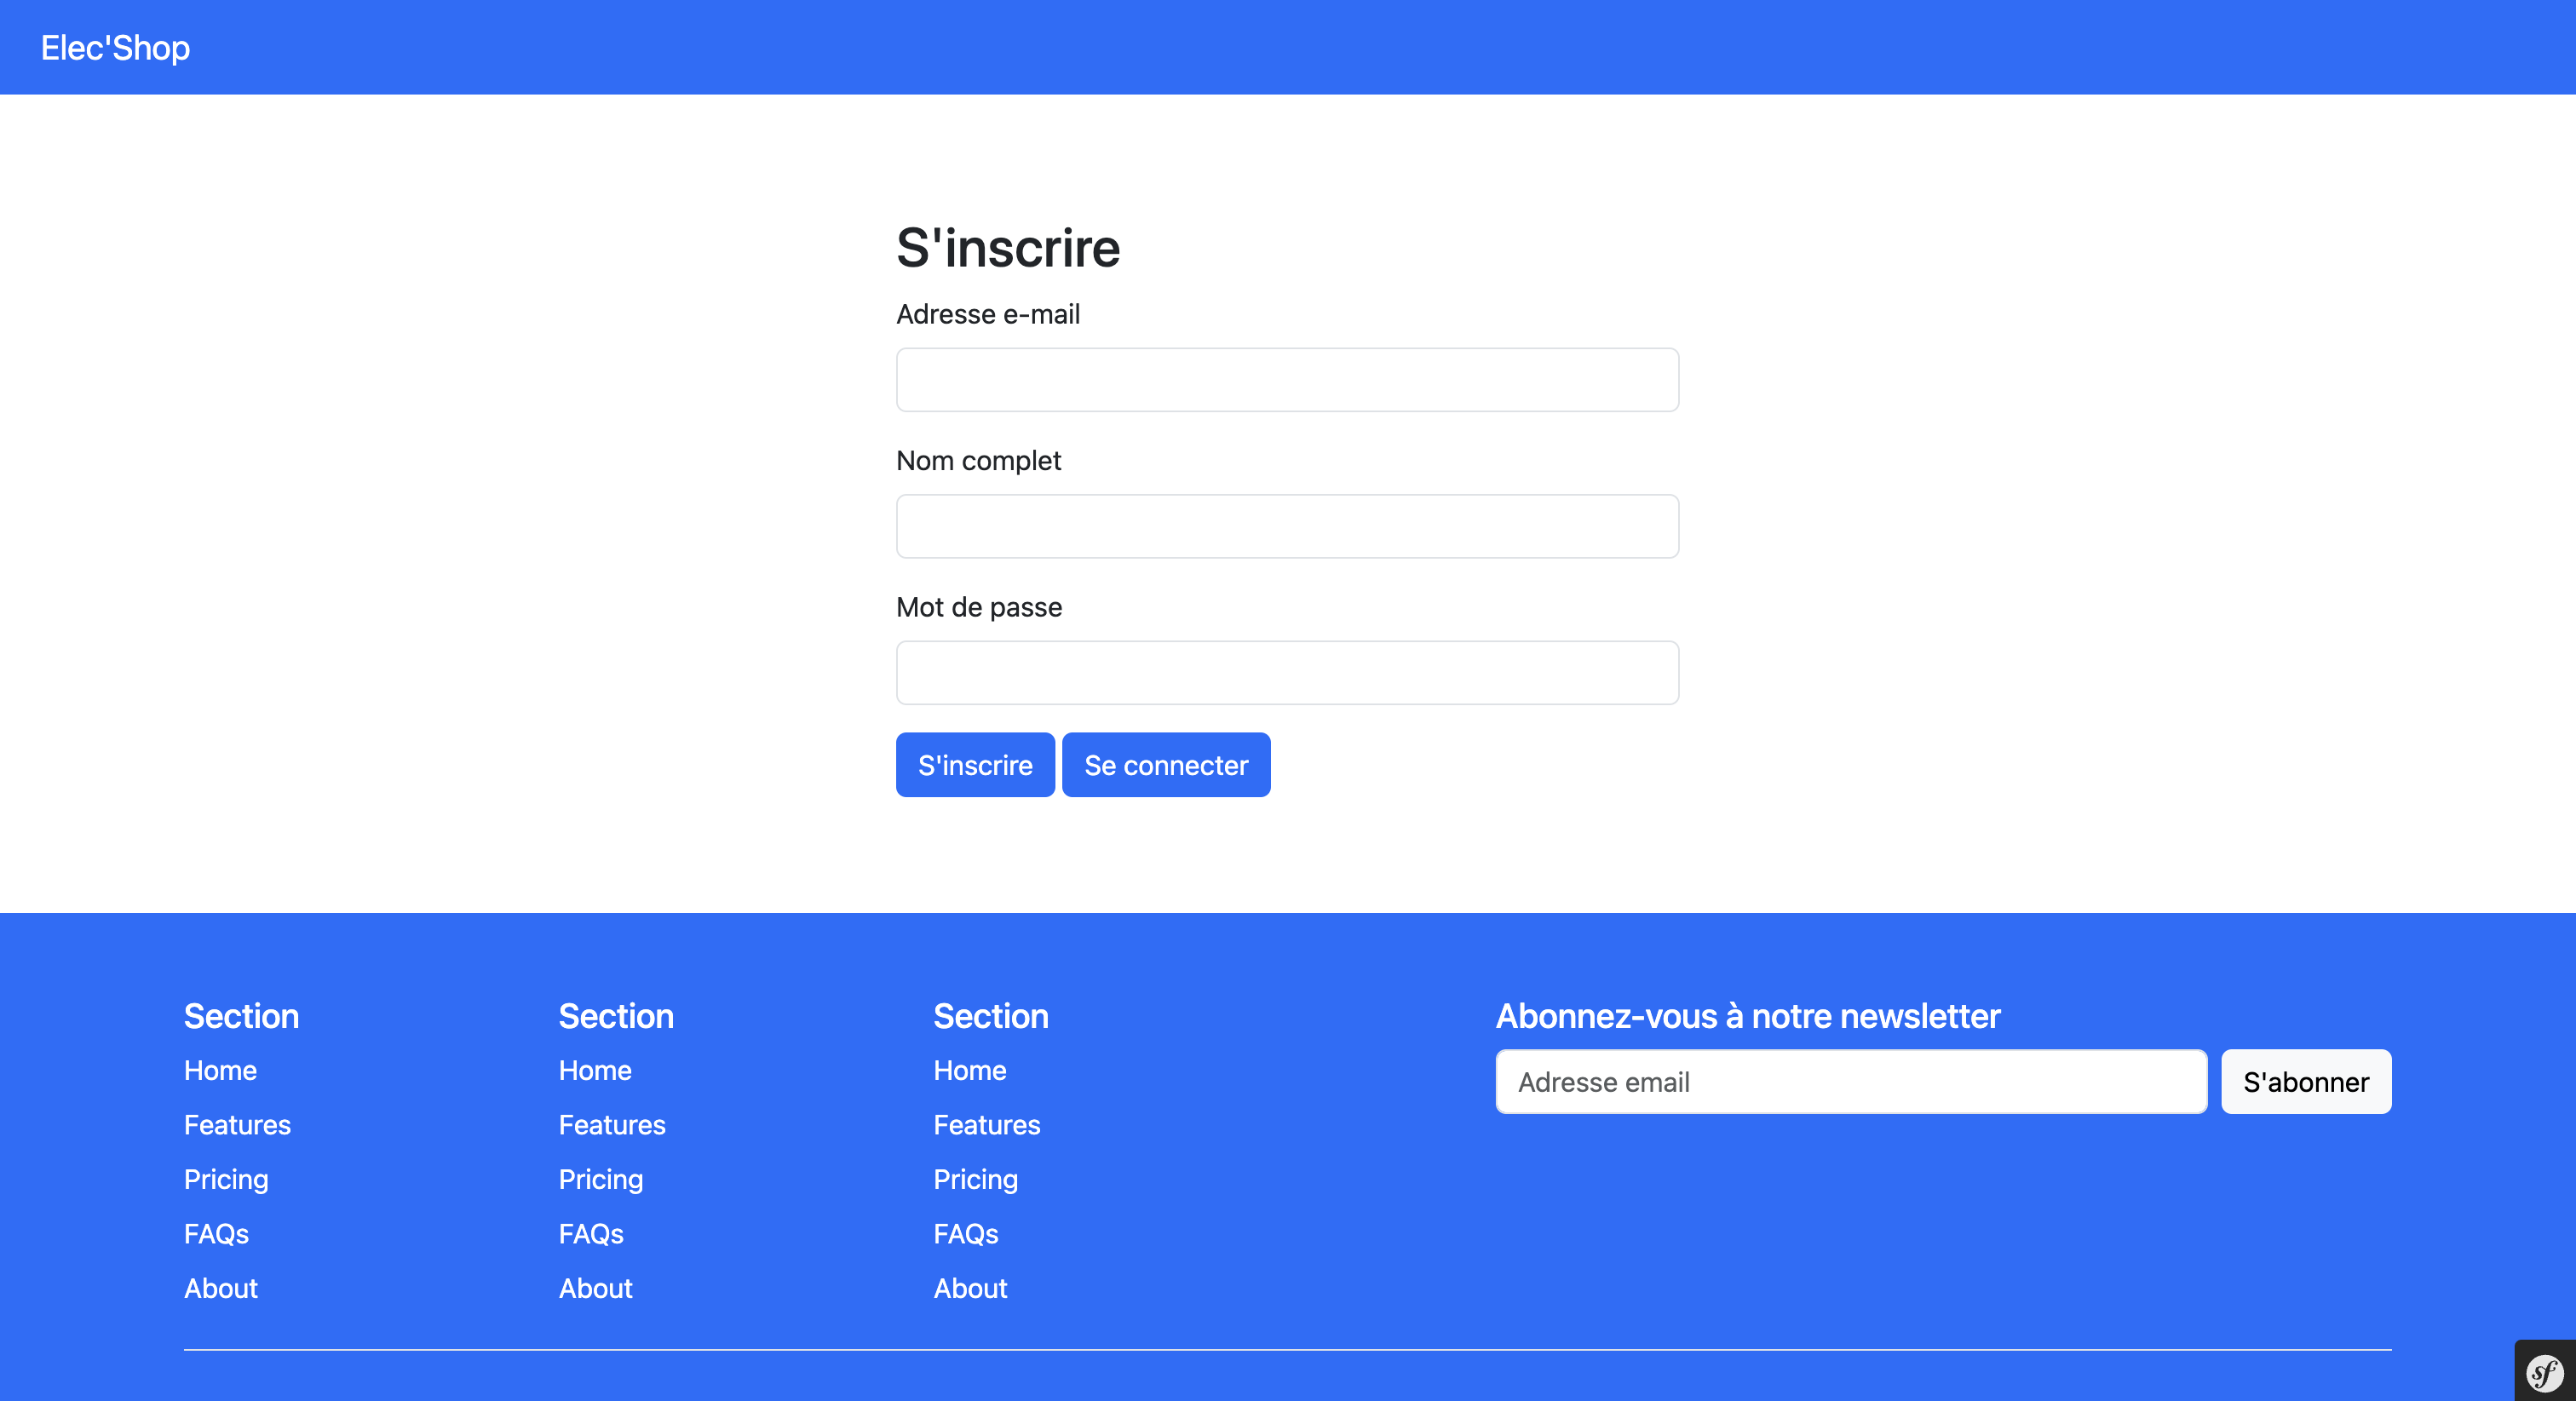 Elec'Shop
S'inscrire
Adresse e-mail
Nom complet
Mot de passe
S'inscrire Se connecter
Section
Home
Features
Pricing
FAQs
About
Section
Home
Features
Pricing
FAQs
About
Section
Home
Features
Pricing
FAQs
About
Abonnez-vous à notre newsletter
Adresse email S'abonner
sf